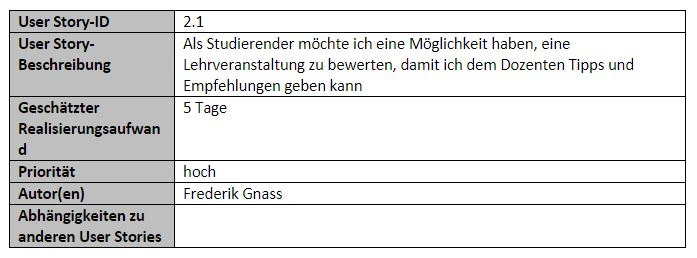 User Story-ID 2.1
User Story- Als Studierender möchte ich eine Möglichkeit haben, eine
Beschreibung Lehrveranstaltung zu bewerten, damit ich dem Dozenten Tipps und
Empfehlungen geben kann
Geschätzter 5 Tage
Realisierungsaufwan
d
Priorität hoch
Autor(en) Frederik Gnass
Abhängigkeiten zu
anderen User Stories